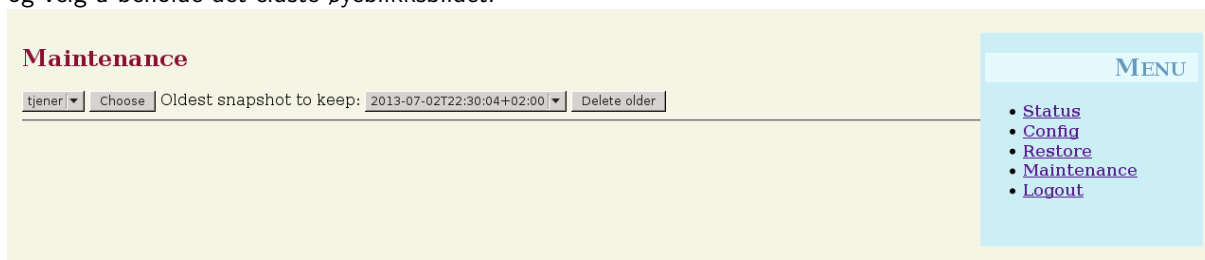 og velg å beholde det eldste øyeblikksbildet.
Maintenance
tjener Choose Oldest snapshot to keep: 2013-07-02T22:30:04+02:00 Delete older
MENU
Status
Config
Restore
Maintenance
Logout